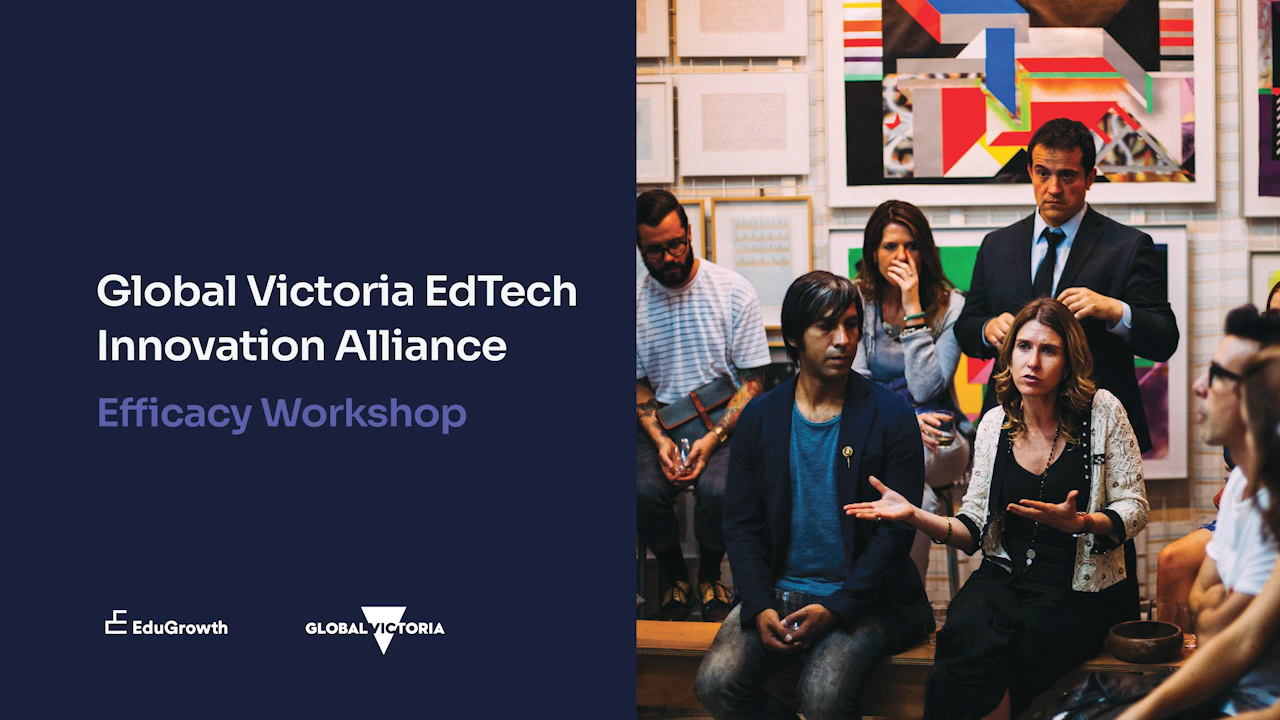 Global Victoria EdTech
Innovation Alliance
Efficacy Workshop
EduGrowth
GLOBAL VICTORIA